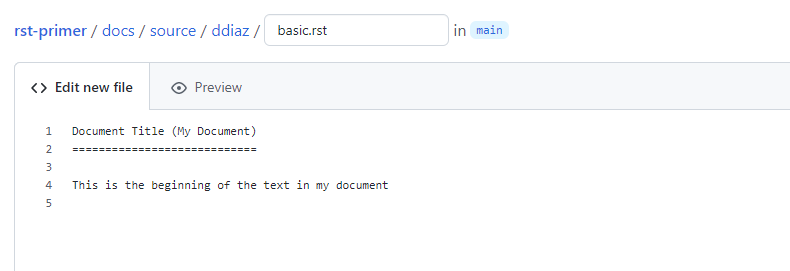 rst-primer / docs / source / ddiaz / basic.rst in main
<> Edit new file Preview
1 Document Title (My Document)
2 ============================
3
4 This is the beginning of the text in my document
5